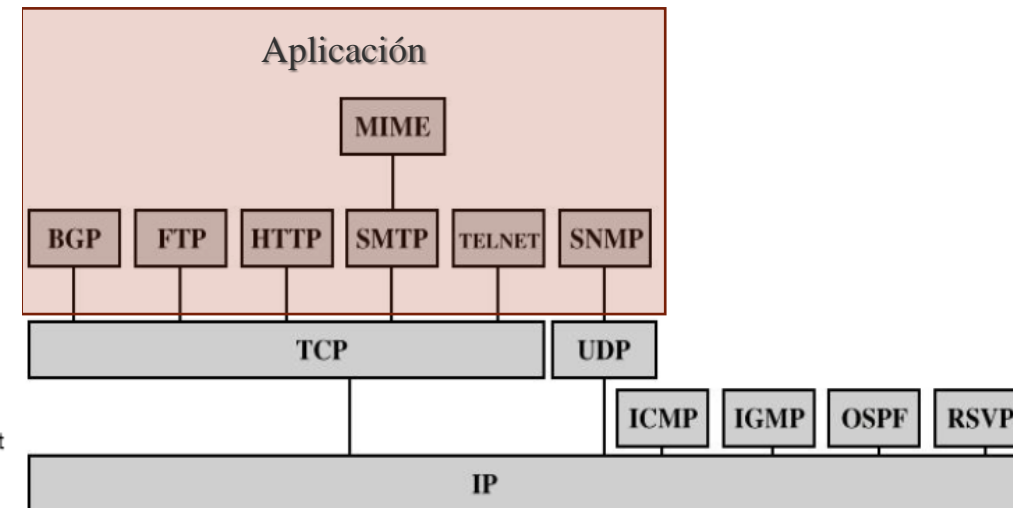 Aplicación
MIME
BGP FTP HTTP SMTP TELNET SNMP
TCP UDP
ICMP IGMP OSPF RSVP
t
IP